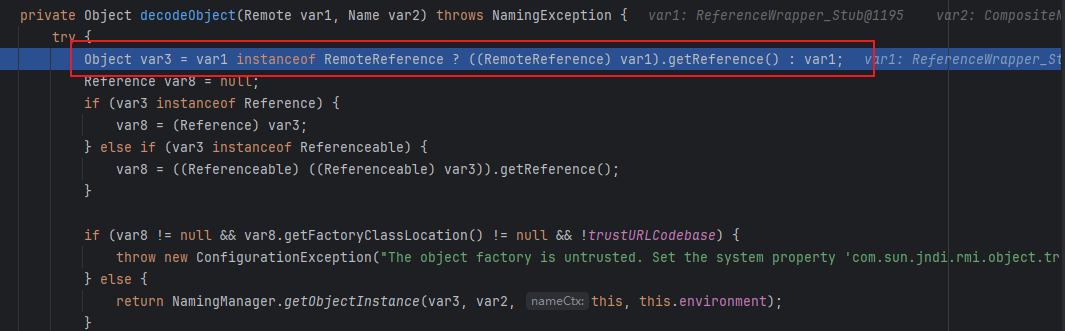 private Object decodeObject(Remote var1, Name var2) throws NamingException {   var1: ReferenceWrapper_Stub@1195    var2: CompositeN
    try {
        Object var3 = var1 instanceof RemoteReference ? ((RemoteReference) var1).getReference() : var1;   var1: ReferenceWrapper_St
        Reference var8 = null;
        if (var3 instanceof Reference) {
            var8 = (Reference) var3;
        } else if (var3 instanceof Referenceable) {
            var8 = ((Referenceable) ((Referenceable) var3)).getReference();
        }
        if (var8 != null && var8.getFactoryClassLocation() != null && !trustURLCodebase) {
            throw new ConfigurationException("The object factory is untrusted. Set the system property 'com.sun.jndi.rmi.object.tr
        } else {
            return NamingManager.getObjectInstance(var3, var2, nameCtx: this, this.environment);
        }